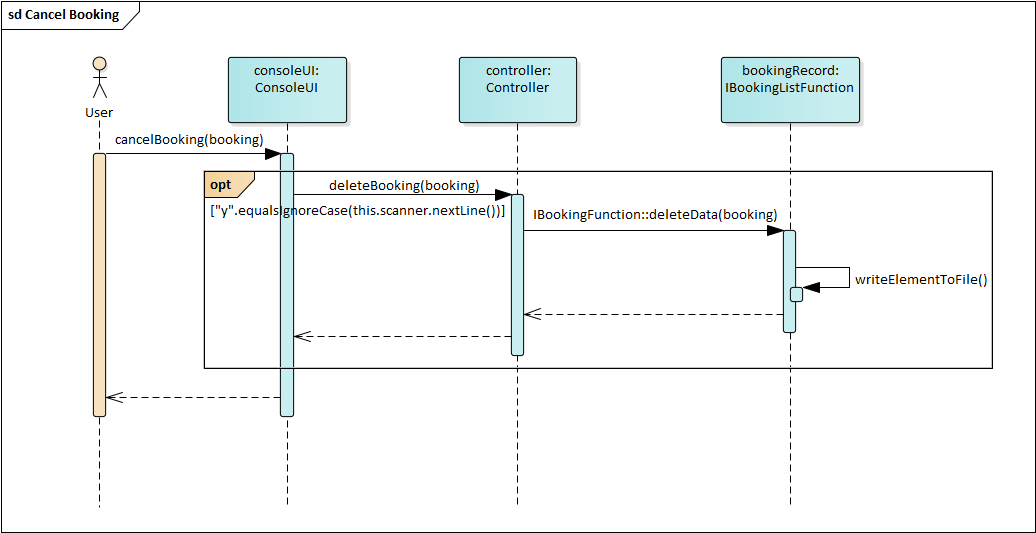 sd Cancel Booking
User
consoleUI:
ConsoleUI
controller:
Controller
bookingRecord:
IBookingListFunction
cancelBooking(booking)
opt
deleteBooking(booking)
["y".equalsIgnoreCase(this.scanner.nextLine())]
IBookingFunction::deleteData(booking)
writeElementToFile()